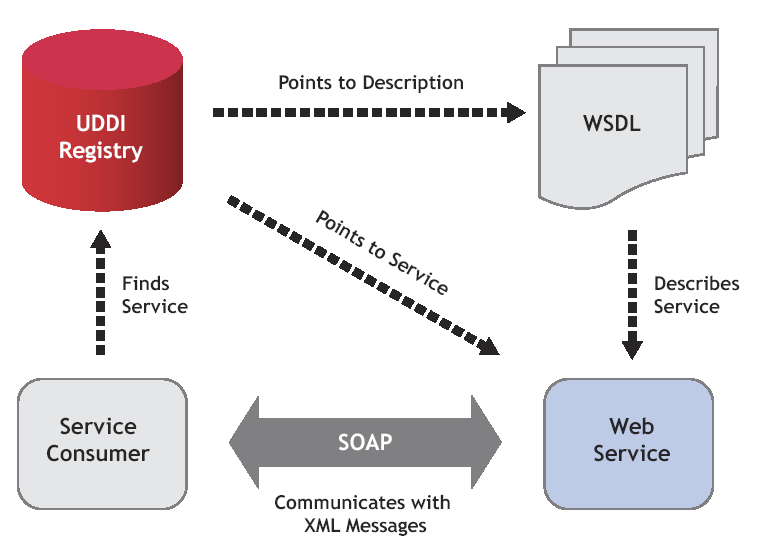 Points to Description
UDDI
Registry
WSDL
Points to Service
Finds
Service
Describes
Service
Service
Consumer
SOAP
Web
Service
Communicates with
XML Messages